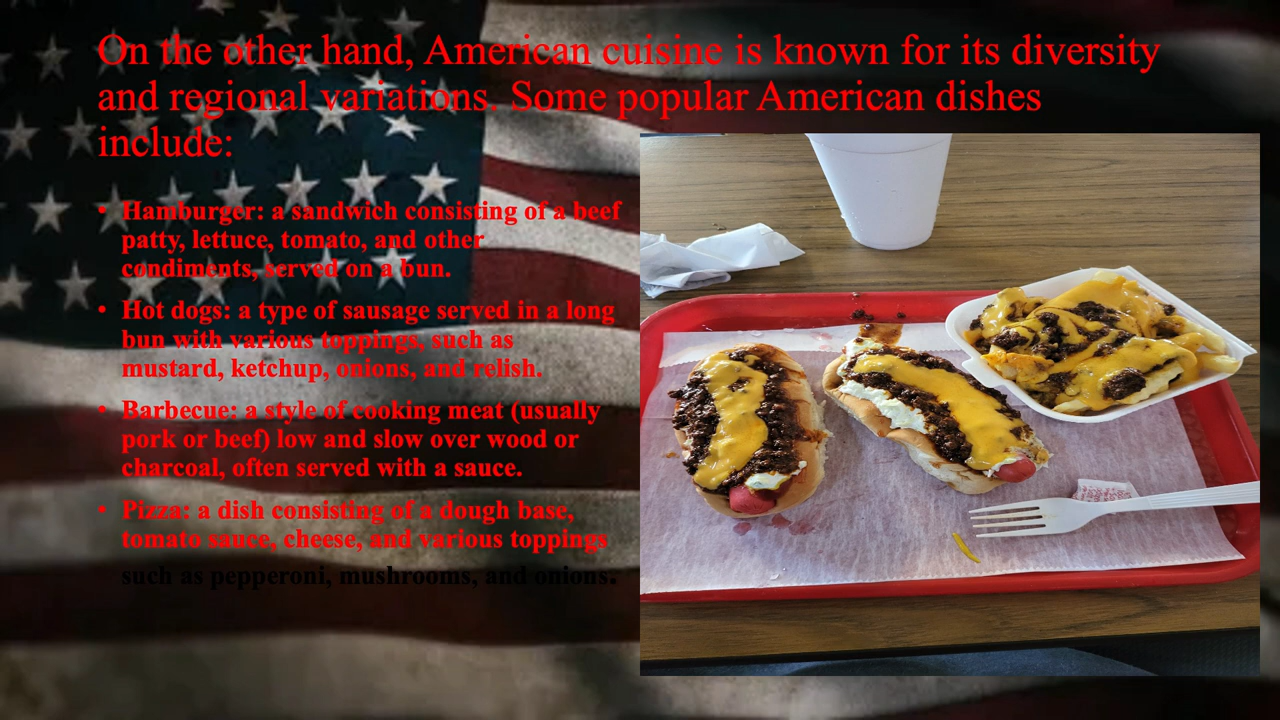 On the other hand, American cuisine is known for its diversity
and regional variations. Some popular American dishes
include:
• Hamburger: a sandwich consisting of a beef
patty, lettuce, tomato, and other
condiments, served on a bun.
• Hot dogs: a type of sausage served in a long
bun with various toppings, such as
mustard, ketchup, onions, and relish.
• Barbecue: a style of cooking meat (usually
pork or beef) low and slow over wood or
charcoal, often served with a sauce.
• Pizza: a dish consisting of a dough base,
tomato sauce, cheese, and various toppings
such as pepperoni, mushrooms, and onions.